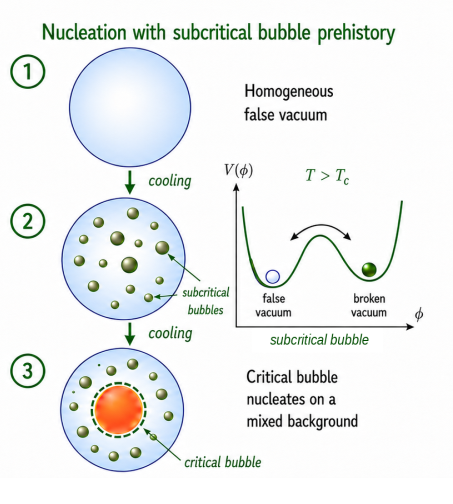 Nucleation with subcritical bubble prehistory
1
Homogeneous
false vacuum
cooling
V(ϕ)
T > T_c
2
subcritical
bubbles
false
vacuum
broken
vacuum
ϕ
subcritical bubble
cooling
3
Critical bubble
nucleates on a
mixed background
critical bubble